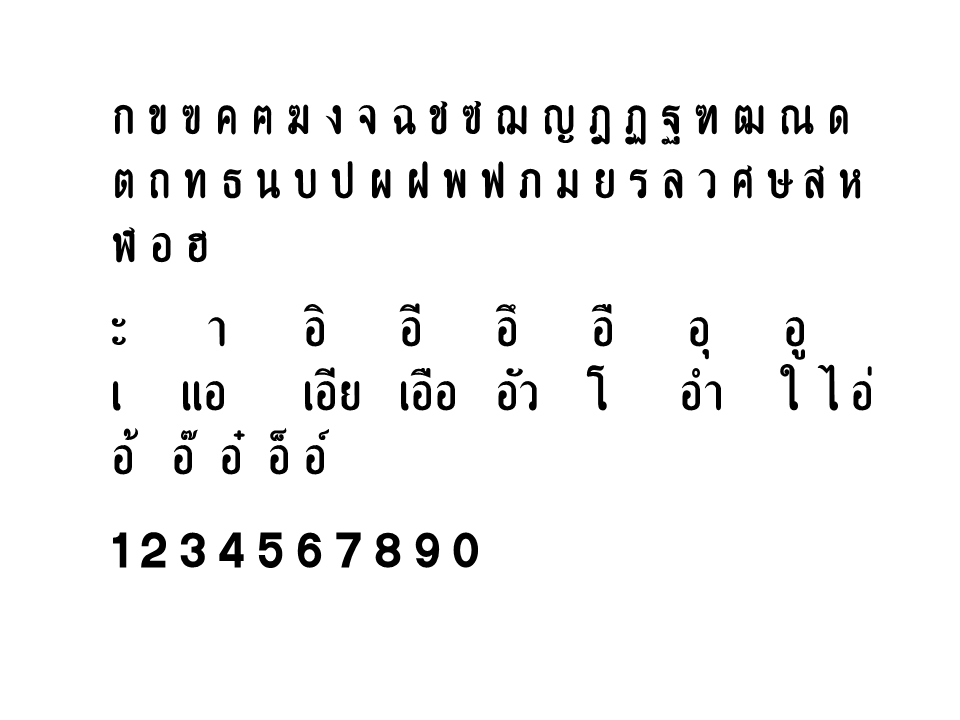 ก ข ฃ ค ฅ ฆ ง จ ฉ ช ซ ฌ ญ ฎ ฏ ฐ ฑ ฒ ณ ด
ต ถ ท ธ น บ ป ผ ฝ พ ฟ ภ ม ย ร ล ว ศ ษ ส ห
ฬ อ ฮ
ะ า อิ อี อึ อื อุ อู
เ แอ เอีย เอือ อัว โ อำ ใ ไ อ่
อ้ อ๊ อ๋ อ็ อ์
1 2 3 4 5 6 7 8 9 0